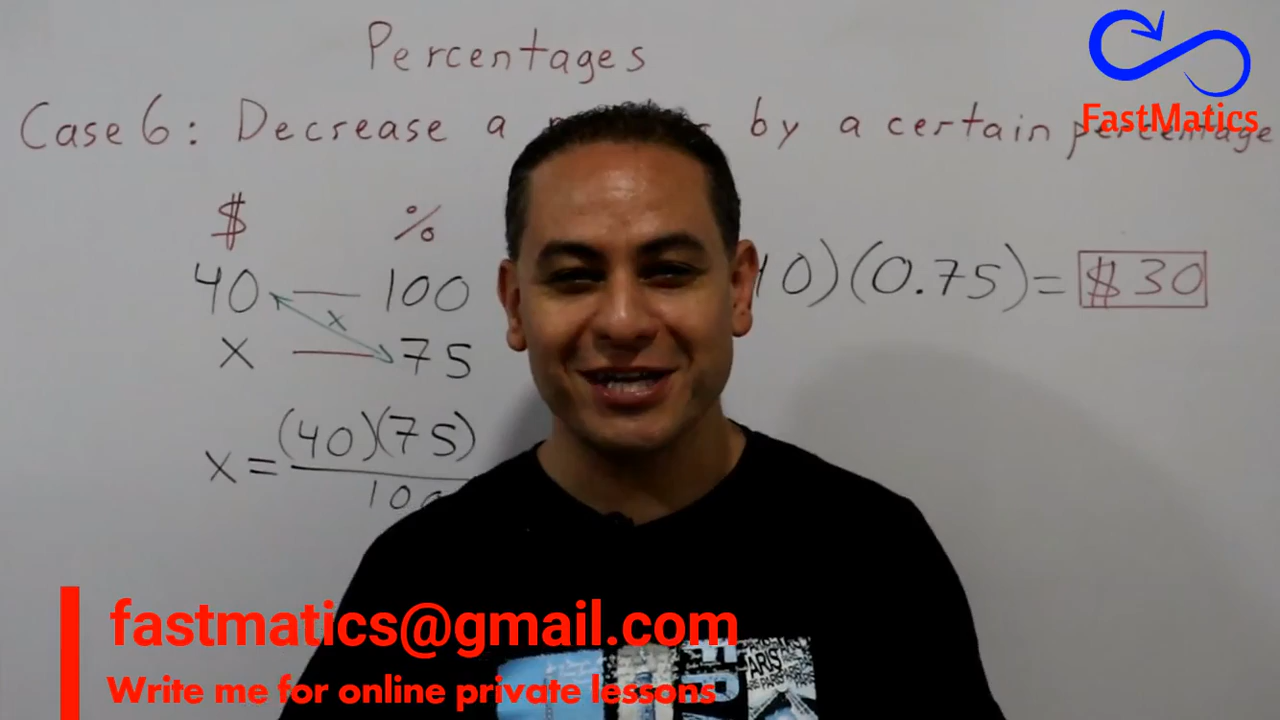 Percentages
FastMatics
Case 6: Decrease a by a certain percentage
$ %
40 100
x
x 75
(40)(75)
x =
0)(0.75) = $30
fastmatics@gmail.com
Write me for online private lessons